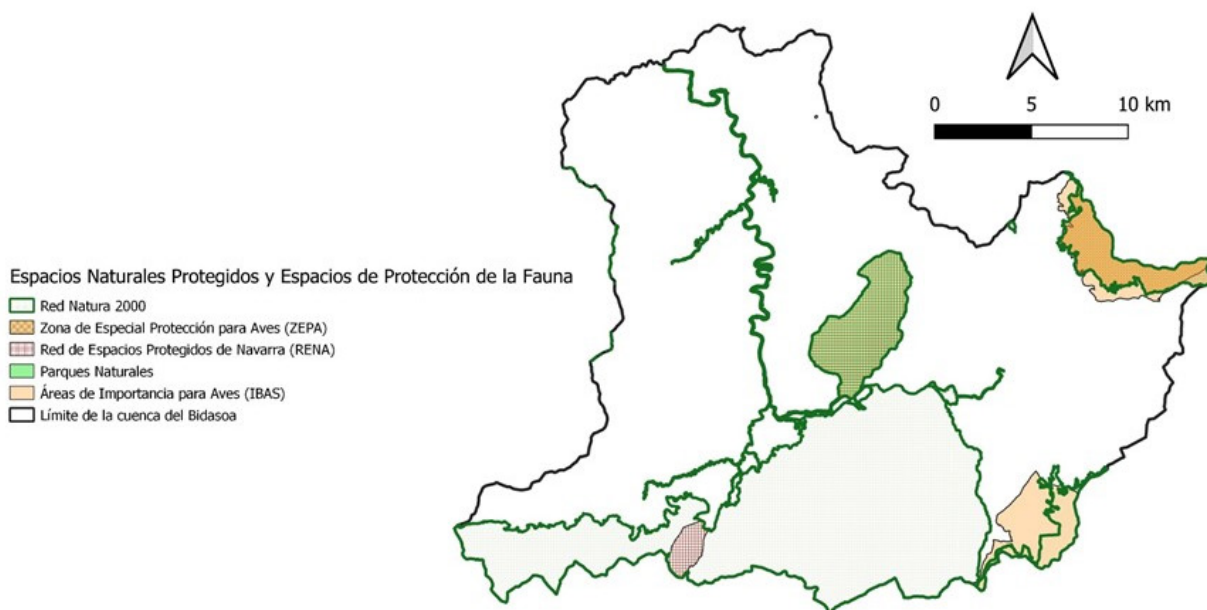 0 5 10 km
Espacios Naturales Protegidos y Espacios de Protección de la Fauna
Red Natura 2000
Zona de Especial Protección para Aves (ZEPA)
Red de Espacios Protegidos de Navarra (RENA)
Parques Naturales
Áreas de Importancia para Aves (IBAS)
Límite de la cuenca del Bidasoa